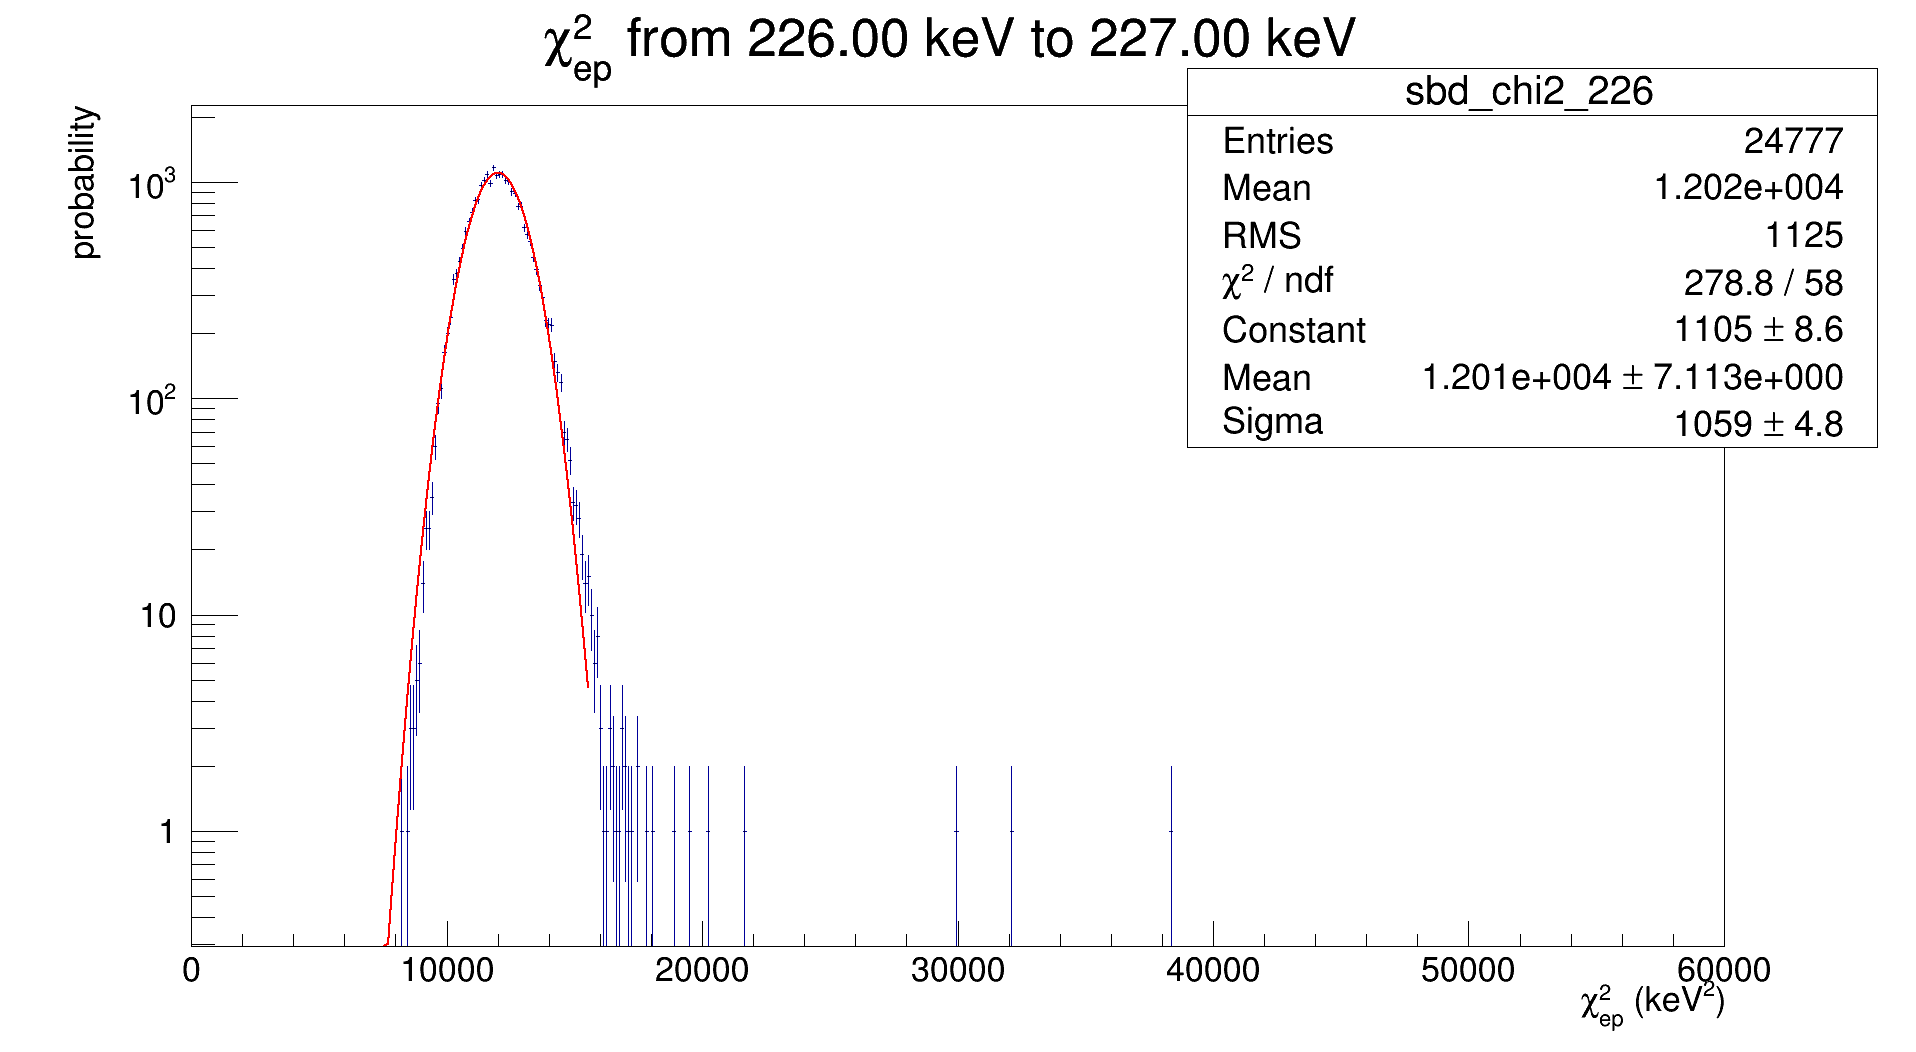 χ²ep from 226.00 keV to 227.00 keV
sbd_chi2_226
Entries 24777
Mean 1.202e+004
RMS 1125
χ² / ndf 278.8 / 58
Constant 1105 ± 8.6
Mean 1.201e+004 ± 7.113e+000
Sigma 1059 ± 4.8
probability
10³
10²
10
1
0 10000 20000 30000 40000 50000 60000
χ²ep (keV²)